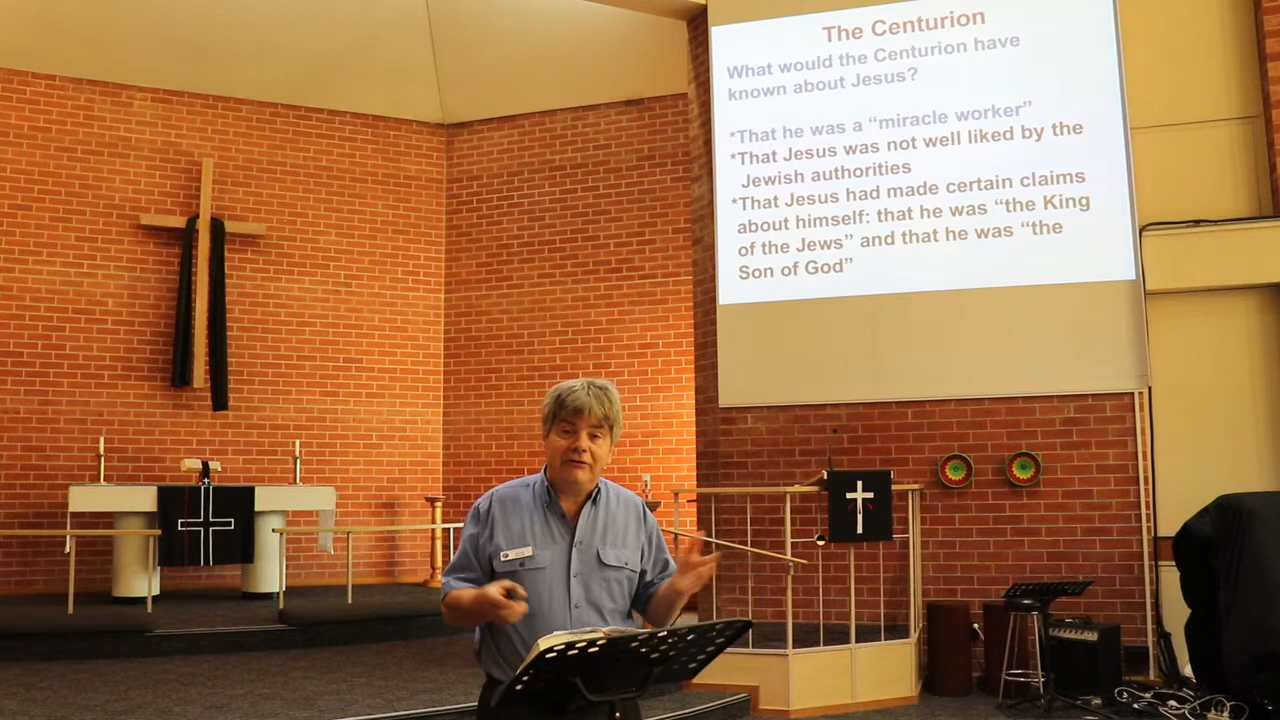 The Centurion
What would the Centurion have
known about Jesus?
*That he was a “miracle worker”
*That Jesus was not well liked by the
Jewish authorities
*That Jesus had made certain claims
about himself: that he was “the King
of the Jews” and that he was “the
Son of God”